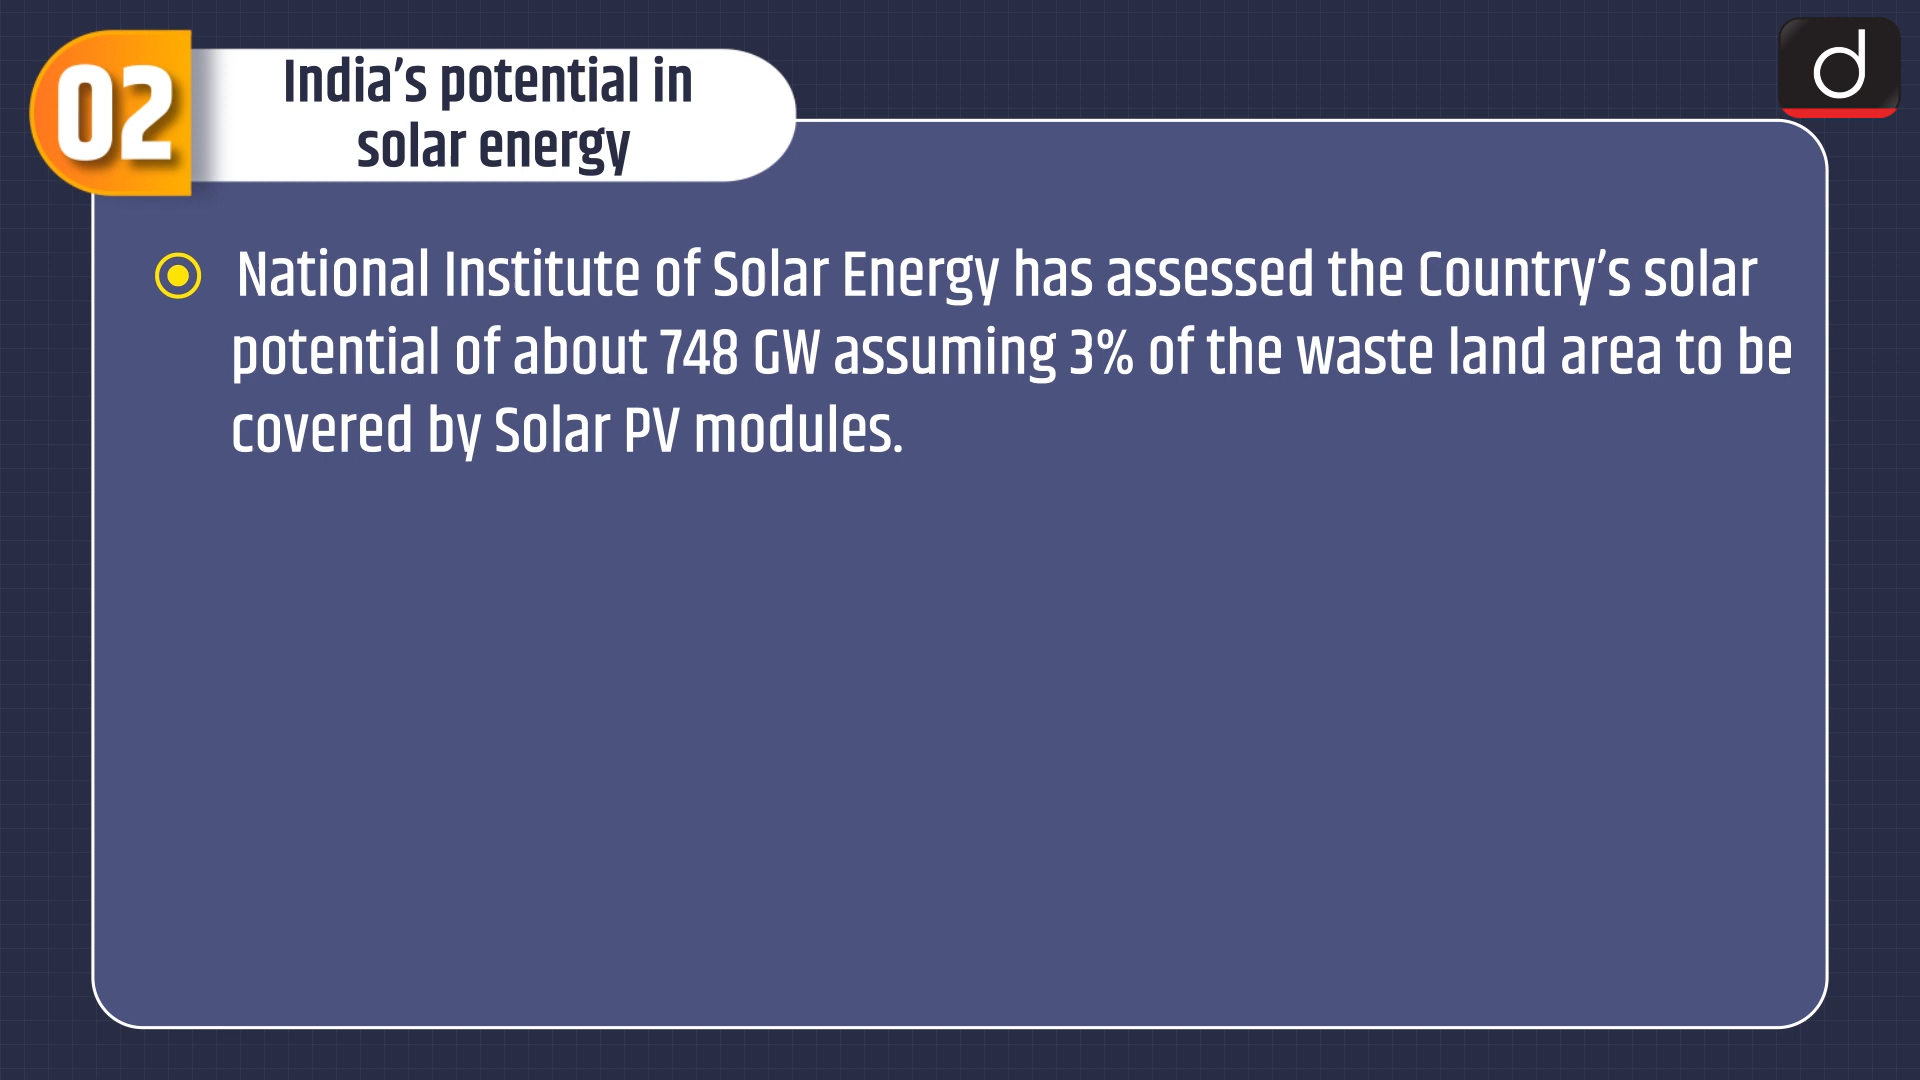 02
India’s potential in
solar energy
d
National Institute of Solar Energy has assessed the Country’s solar
potential of about 748 GW assuming 3% of the waste land area to be
covered by Solar PV modules.